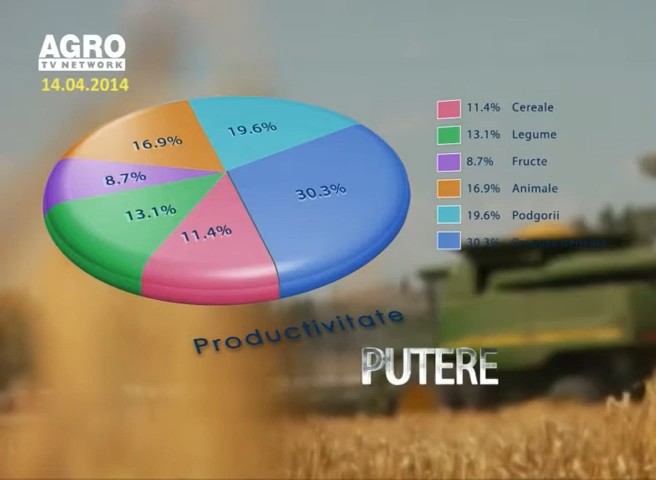 AGRO
TV NETWORK
14.04.2014
16.9%
19.6%
8.7%
30.3%
13.1%
11.4%
11.4% Cereale
13.1% Legume
8.7% Fructe
16.9% Animale
19.6% Podgorii
30.3%
Productivitate
PUTERE